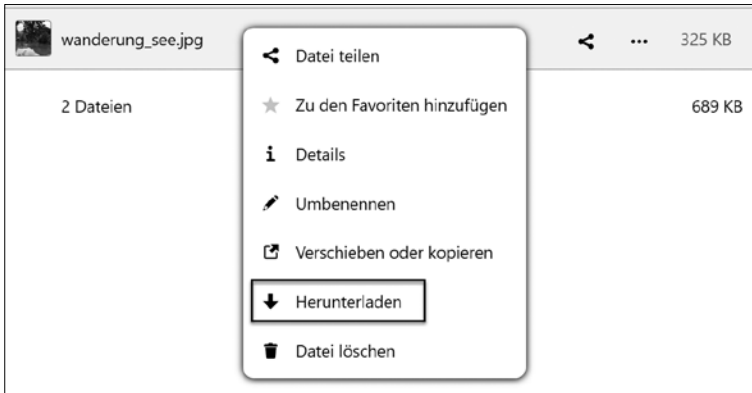 wanderung_see.jpg
325 KB
Datei teilen
Zu den Favoriten hinzufügen
Details
Umbenennen
Verschieben oder kopieren
Herunterladen
Datei löschen
2 Dateien
689 KB